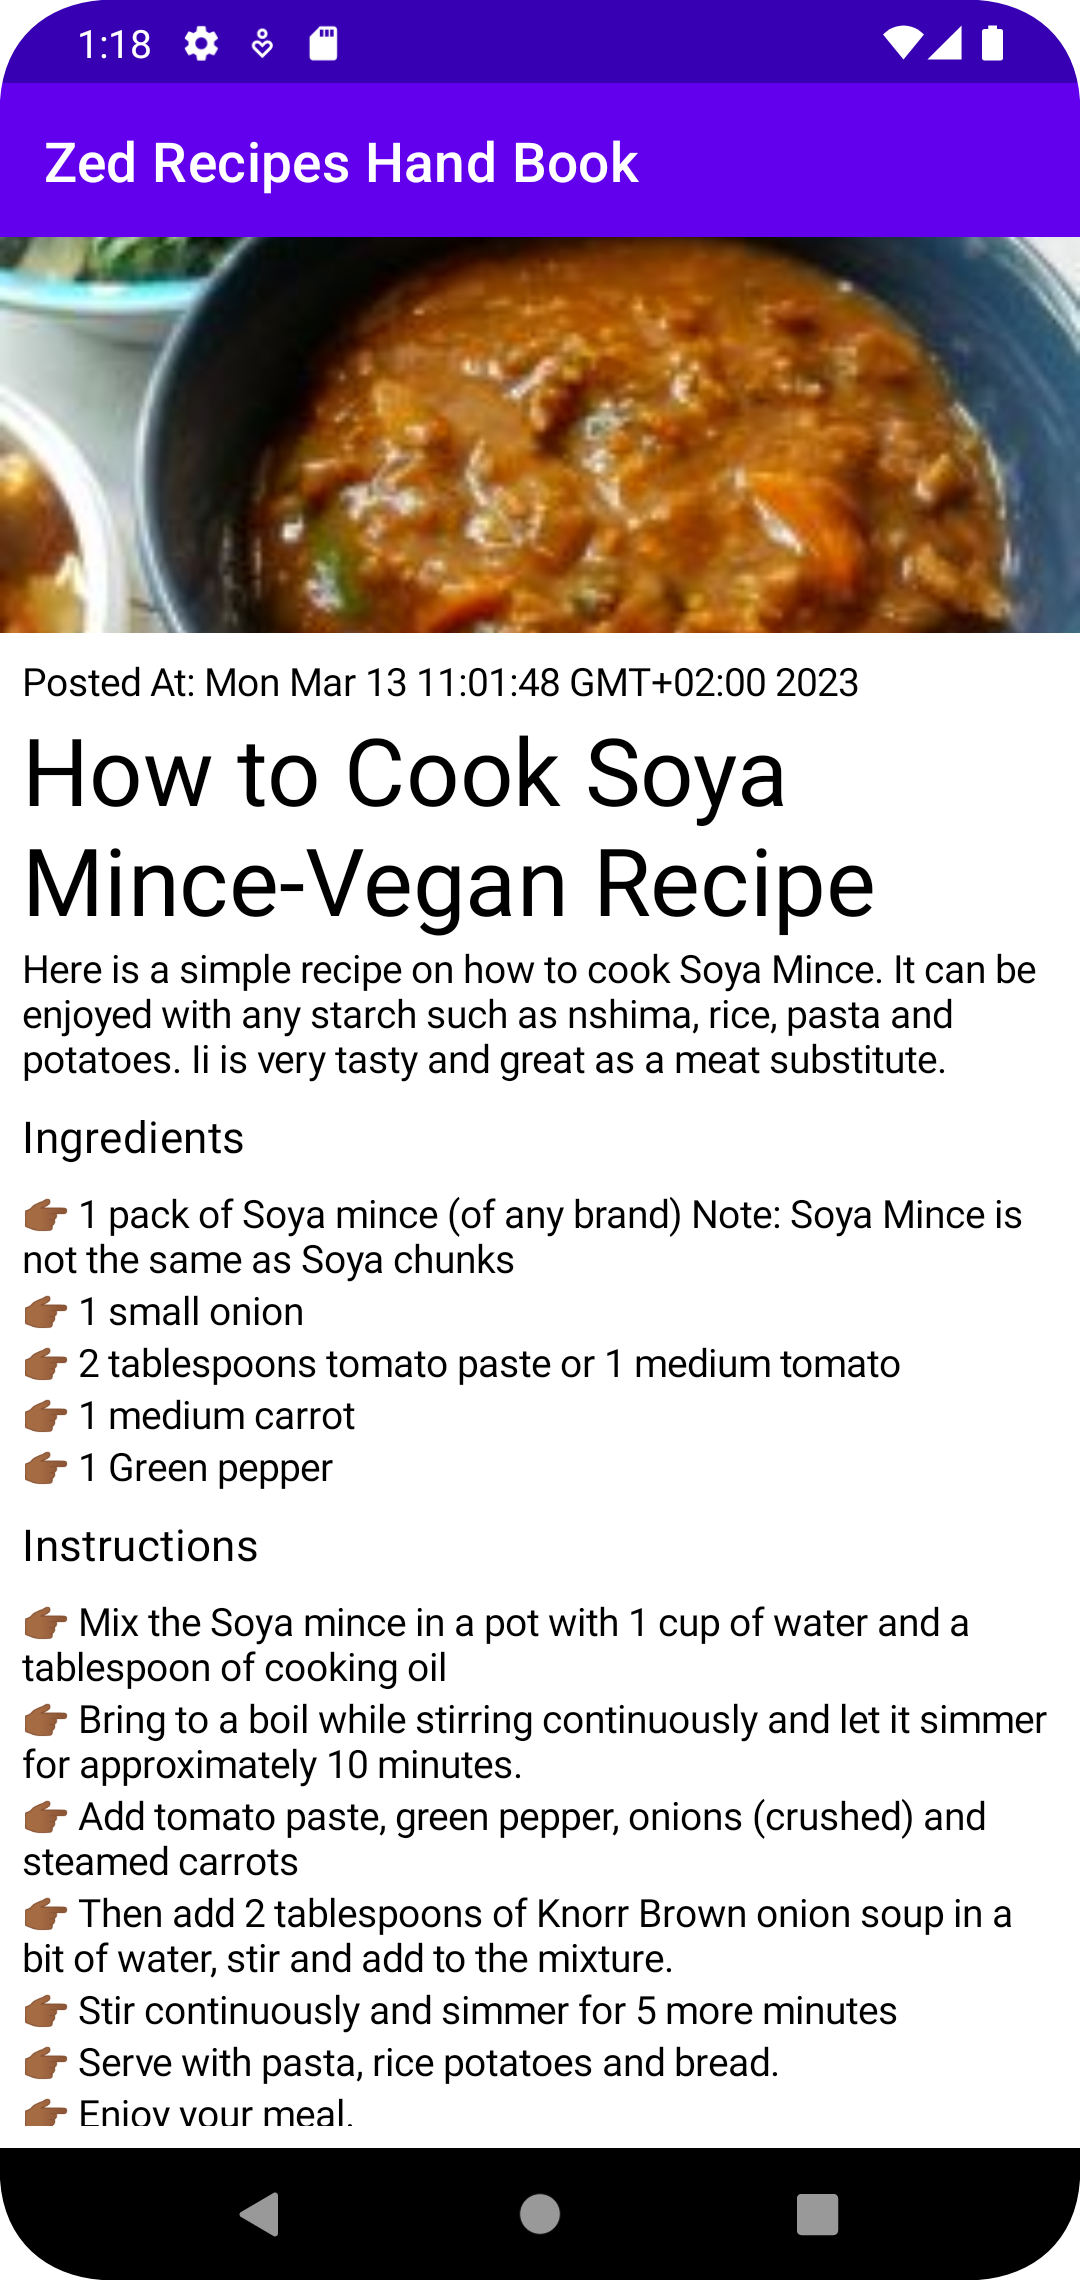 1:18
Zed Recipes Hand Book
Posted At: Mon Mar 13 11:01:48 GMT+02:00 2023
How to Cook Soya
Mince-Vegan Recipe
Here is a simple recipe on how to cook Soya Mince. It can be
enjoyed with any starch such as nshima, rice, pasta and
potatoes. Ii is very tasty and great as a meat substitute.
Ingredients
👉🏾 1 pack of Soya mince (of any brand) Note: Soya Mince is
not the same as Soya chunks
👉🏾 1 small onion
👉🏾 2 tablespoons tomato paste or 1 medium tomato
👉🏾 1 medium carrot
👉🏾 1 Green pepper
Instructions
👉🏾 Mix the Soya mince in a pot with 1 cup of water and a
tablespoon of cooking oil
👉🏾 Bring to a boil while stirring continuously and let it simmer
for approximately 10 minutes.
👉🏾 Add tomato paste, green pepper, onions (crushed) and
steamed carrots
👉🏾 Then add 2 tablespoons of Knorr Brown onion soup in a
bit of water, stir and add to the mixture.
👉🏾 Stir continuously and simmer for 5 more minutes
👉🏾 Serve with pasta, rice potatoes and bread.
👉🏾 Enjoy your meal.